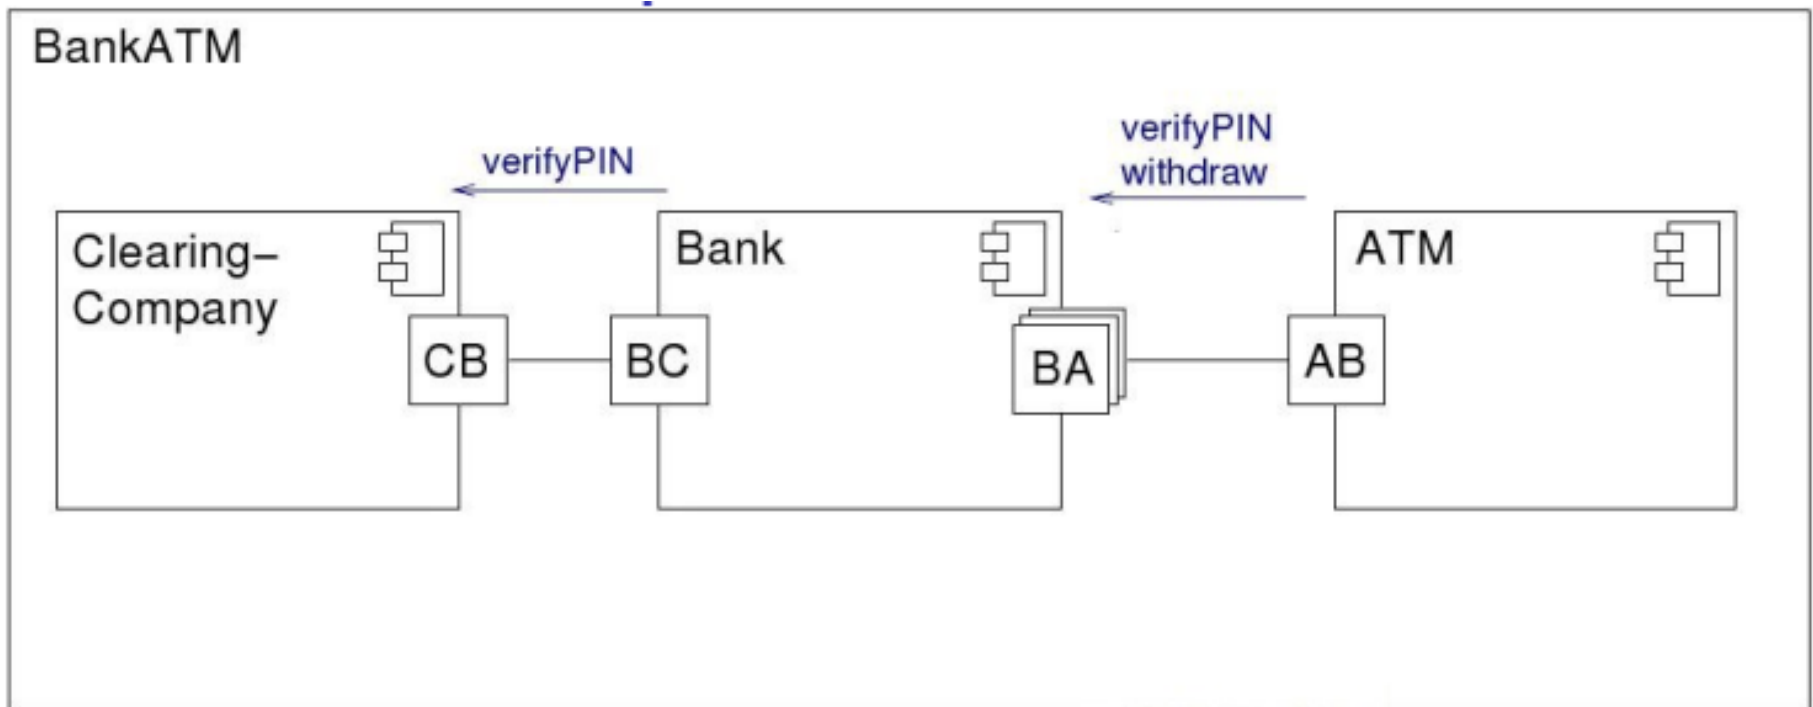 BankATM
verifyPIN
verifyPIN
withdraw
Clearing–
Company
Bank
ATM
CB
BC
BA
AB